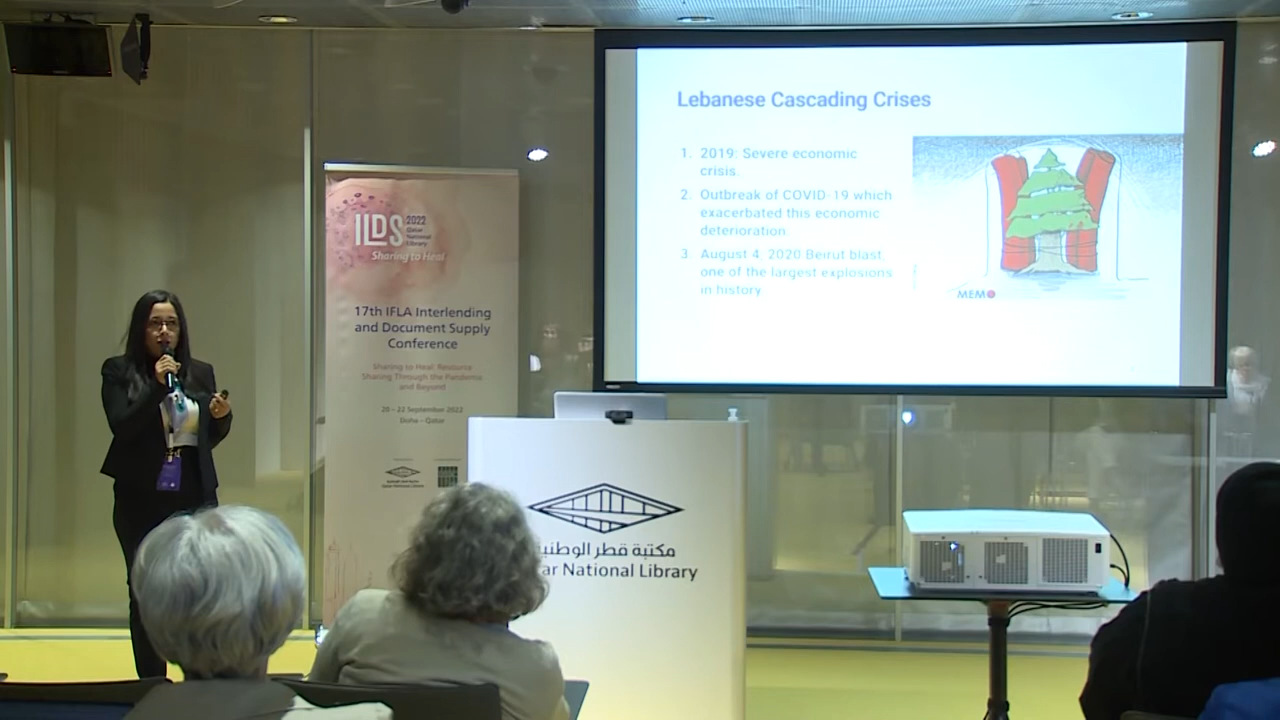 Lebanese Cascading Crises
1. 2019: Severe economic
crisis.
2. Outbreak of COVID-19 which
exacerbated this economic
deterioration.
3 August 4, 2020 Beirut blast,
one of the largest explosions
in history
MEMO
ILDS
2022
Qatar
National
Library
Sharing to Heal
17th IFLA Interlending
and Document Supply
Conference
Sharing to Heal: Resource
Sharing Through the Pandemic
and Beyond
20 – 22 September 2022
Doha – Qatar
مكتبة قطر الوطنية
ar National Library